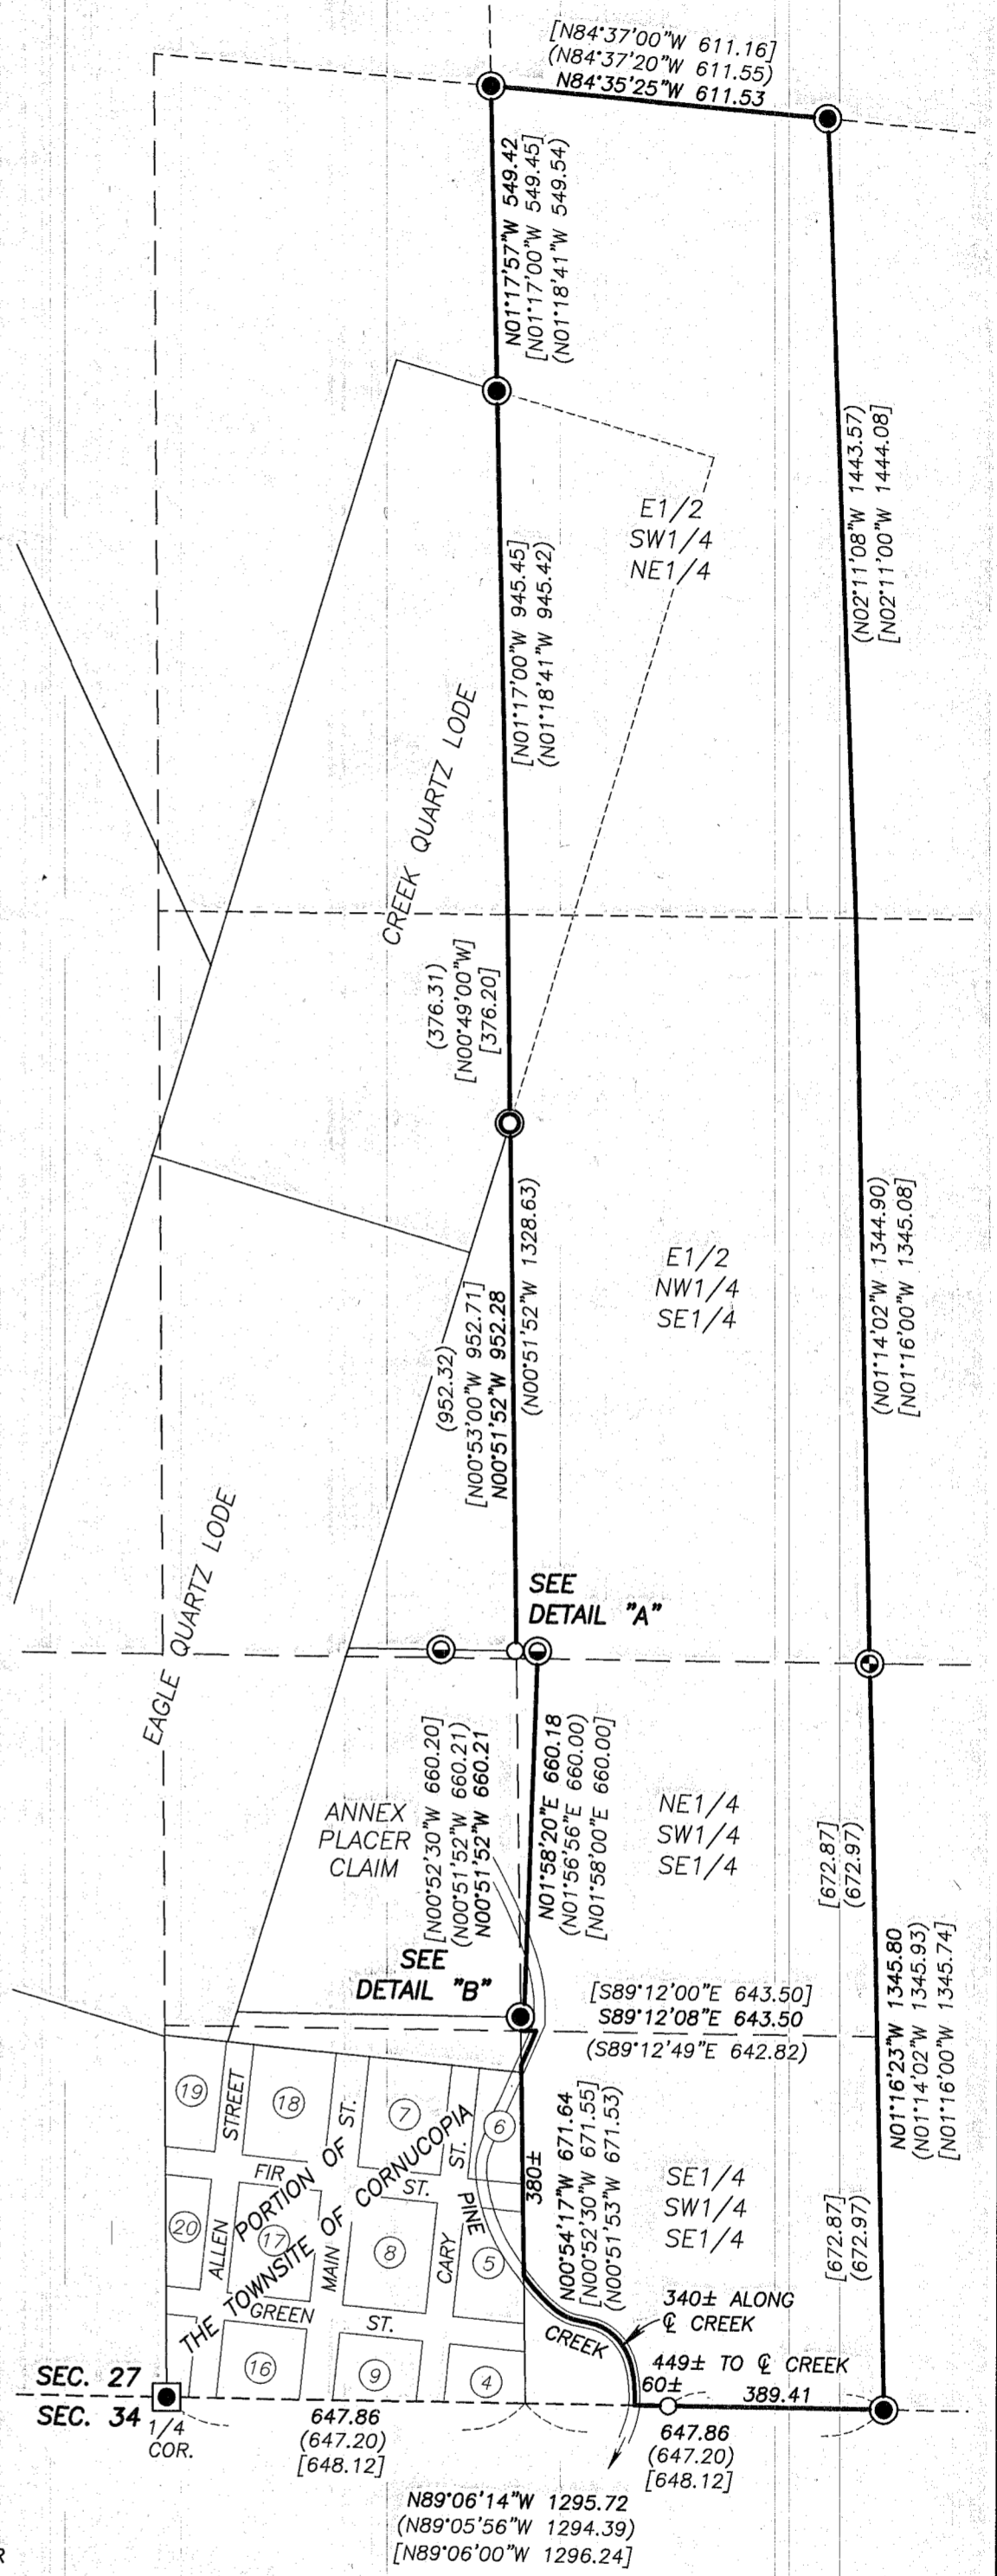 [N84°37'00"W 611.16]
(N84°37'20"W 611.55)
N84°35'25"W 611.53
N01°17'57"W 549.42
[N01°17'00"W 549.45]
(N01°18'41"W 549.54)
(N02°11'08"W 1443.57)
[N02°11'00"W 1444.08]
E1/2
SW1/4
NE1/4
[N01°17'00"W 945.45]
(N01°18'41"W 945.42)
CREEK QUARTZ LODE
(376.31)
[N00°49'00"W]
[376.20]
(N01°14'02"W 1344.90)
[N01°16'00"W 1345.08]
E1/2
NW1/4
SE1/4
(952.32)
[N00°53'00"W 952.71]
N00°51'52"W 952.28
(N00°51'52"W 1328.63)
EAGLE QUARTZ LODE
SEE
DETAIL "A"
[N00°52'30"W 660.20]
(N00°51'52"W 660.21)
N00°51'52"W 660.21
N01°58'20"E 660.18
(N01°56'56"E 660.00)
[N01°58'00"E 660.00]
ANNEX
PLACER
CLAIM
NE1/4
SW1/4
SE1/4
[672.87]
(672.97)
SEE
DETAIL "B"
[S89°12'00"E 643.50]
S89°12'08"E 643.50
(S89°12'49"E 642.82)
N01°16'23"W 1345.80
(N01°14'02"W 1345.93)
[N01°16'00"W 1345.74]
19
STREET
18
ST.
7
ST.
6
380±
N00°54'17"W 671.64
[N00°52'30"W 671.55]
(N00°51'53"W 671.53)
SE1/4
SW1/4
SE1/4
[672.87]
(672.97)
FIR
ST.
PORTION OF
THE TOWNSITE OF CORNUCOPIA
20
ALLEN
17
MAIN
8
CARY
5
PINE
CREEK
GREEN
ST.
340± ALONG
℄ CREEK
449± TO ℄ CREEK
60±
389.41
16
9
4
SEC. 27
SEC. 34
1/4
COR.
647.86
(647.20)
[648.12]
647.86
(647.20)
[648.12]
N89°06'14"W 1295.72
(N89°05'56"W 1294.39)
[N89°06'00"W 1296.24]
R